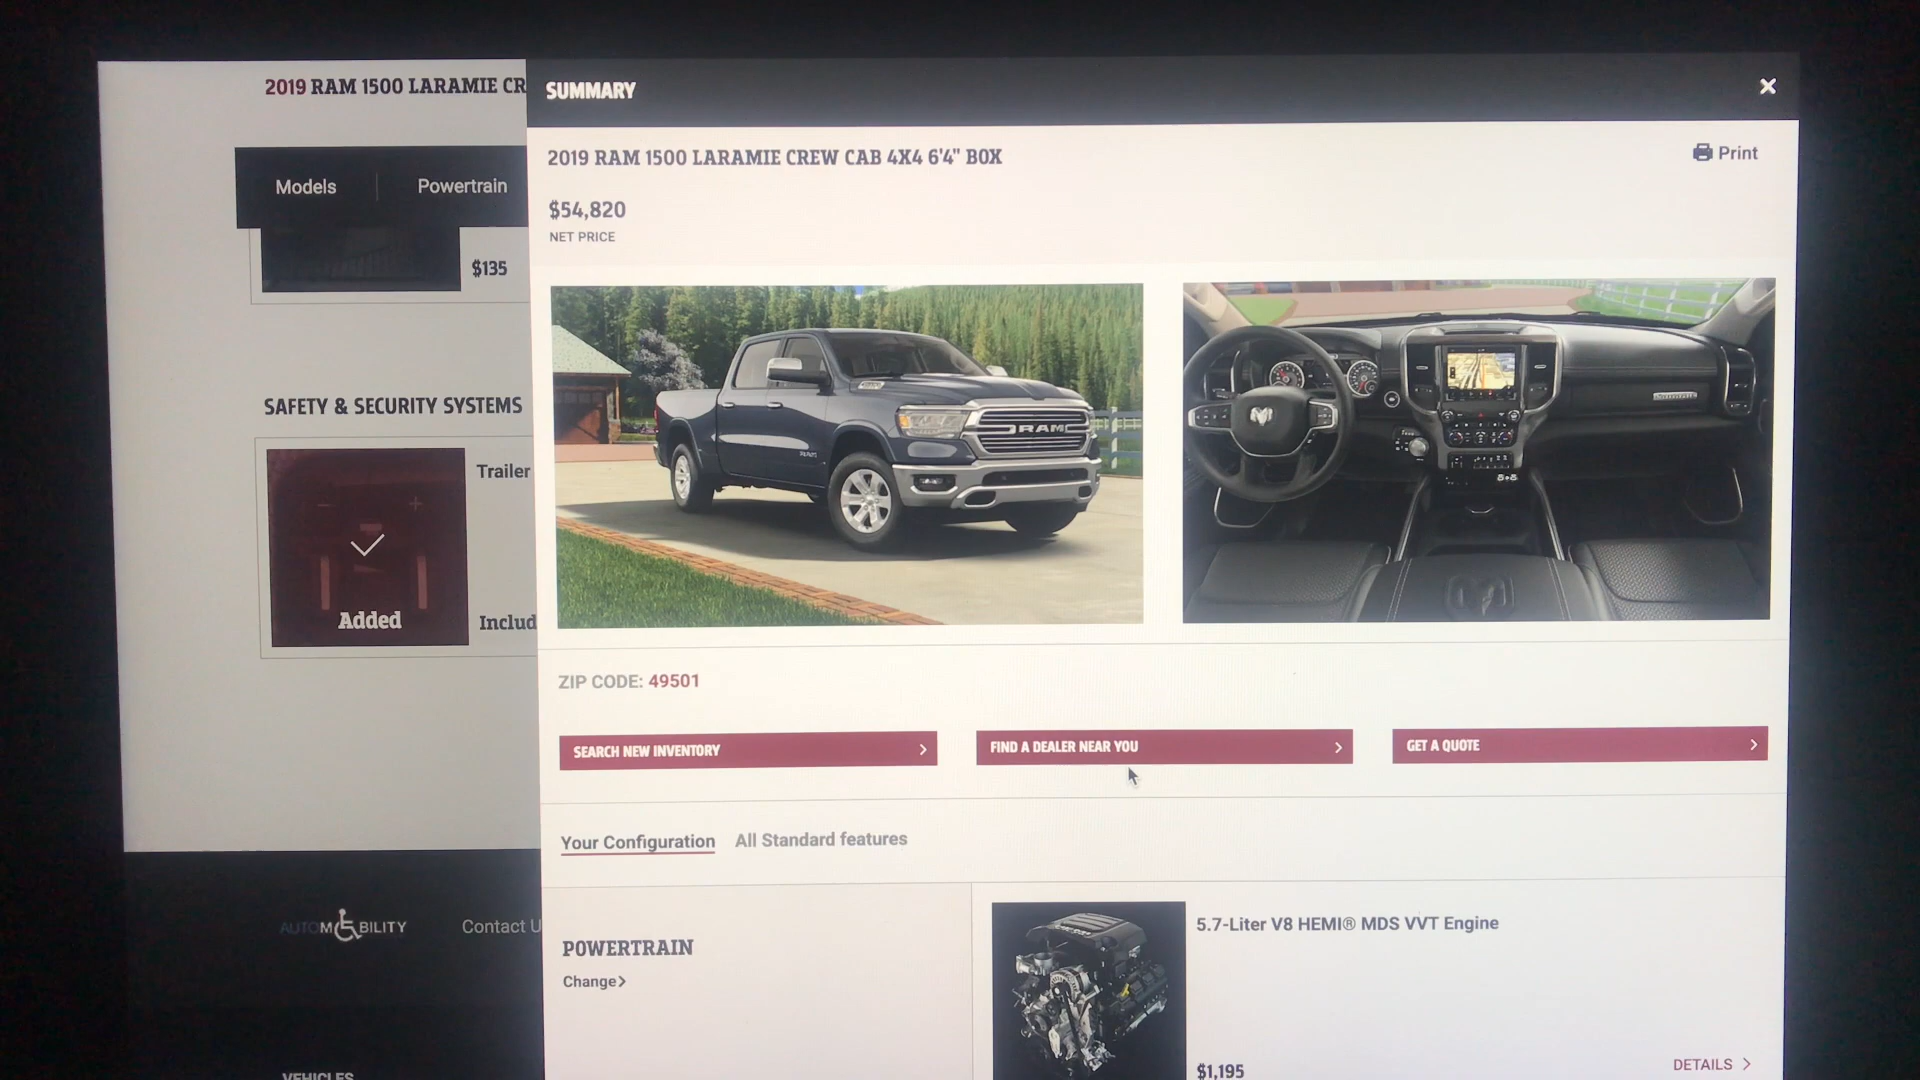 2019 RAM 1500 LARAMIE CR
Models
Powertrain
$135
SAFETY & SECURITY SYSTEMS
Trailer
Added
Includ
AUTOMOBILITY
Contact U
VEHICLES
SUMMARY
2019 RAM 1500 LARAMIE CREW CAB 4X4 6'4" BOX
Print
$54,820
NET PRICE
RAM
ZIP CODE: 49501
SEARCH NEW INVENTORY
FIND A DEALER NEAR YOU
GET A QUOTE
Your Configuration
All Standard features
POWERTRAIN
Change
5.7-Liter V8 HEMI® MDS VVT Engine
$1,195
DETAILS